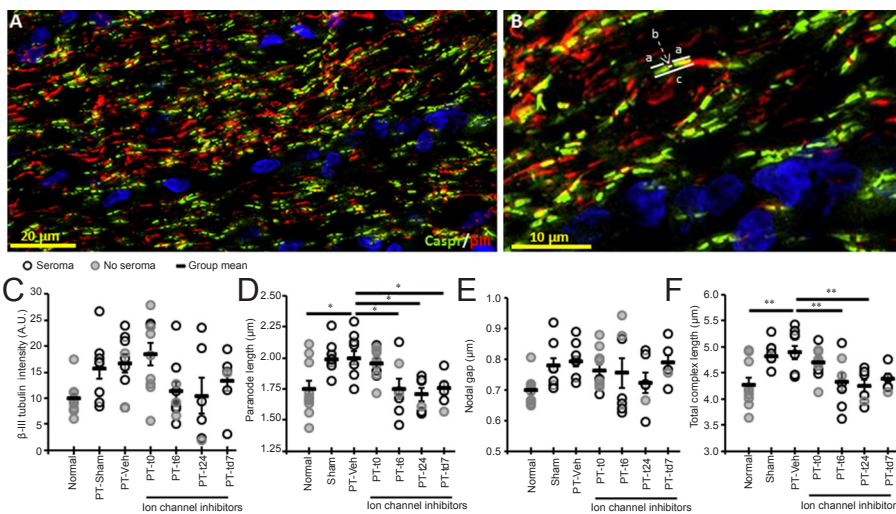 A
20 µm
Caspr/βIII
B
b
a
a
c
10 µm
Seroma No seroma Group mean
C
β-III tubulin intensity (A.U.)
30
25
20
15
10
5
0
Normal
PT-Sham
PT-Veh
PT-t0
PT-t6
PT-t24
PT-td7
Ion channel inhibitors
D
Paranode length (µm)
2.50
2.25
2.00
1.75
1.50
1.25
*
*
*
*
Normal
Sham
PT-Veh
PT-t0
PT-t6
PT-t24
PT-td7
Ion channel inhibitors
E
Nodal gap (µm)
1.0
0.9
0.8
0.7
0.6
0.5
Normal
Sham
PT-Veh
PT-t0
PT-t6
PT-t24
PT-td7
Ion channel inhibitors
F
Total complex length (µm)
6.0
5.5
5.0
4.5
4.0
3.5
3.0
**
**
**
Normal
Sham
PT-Veh
PT-t0
PT-t6
PT-t24
PT-td7
Ion channel inhibitors